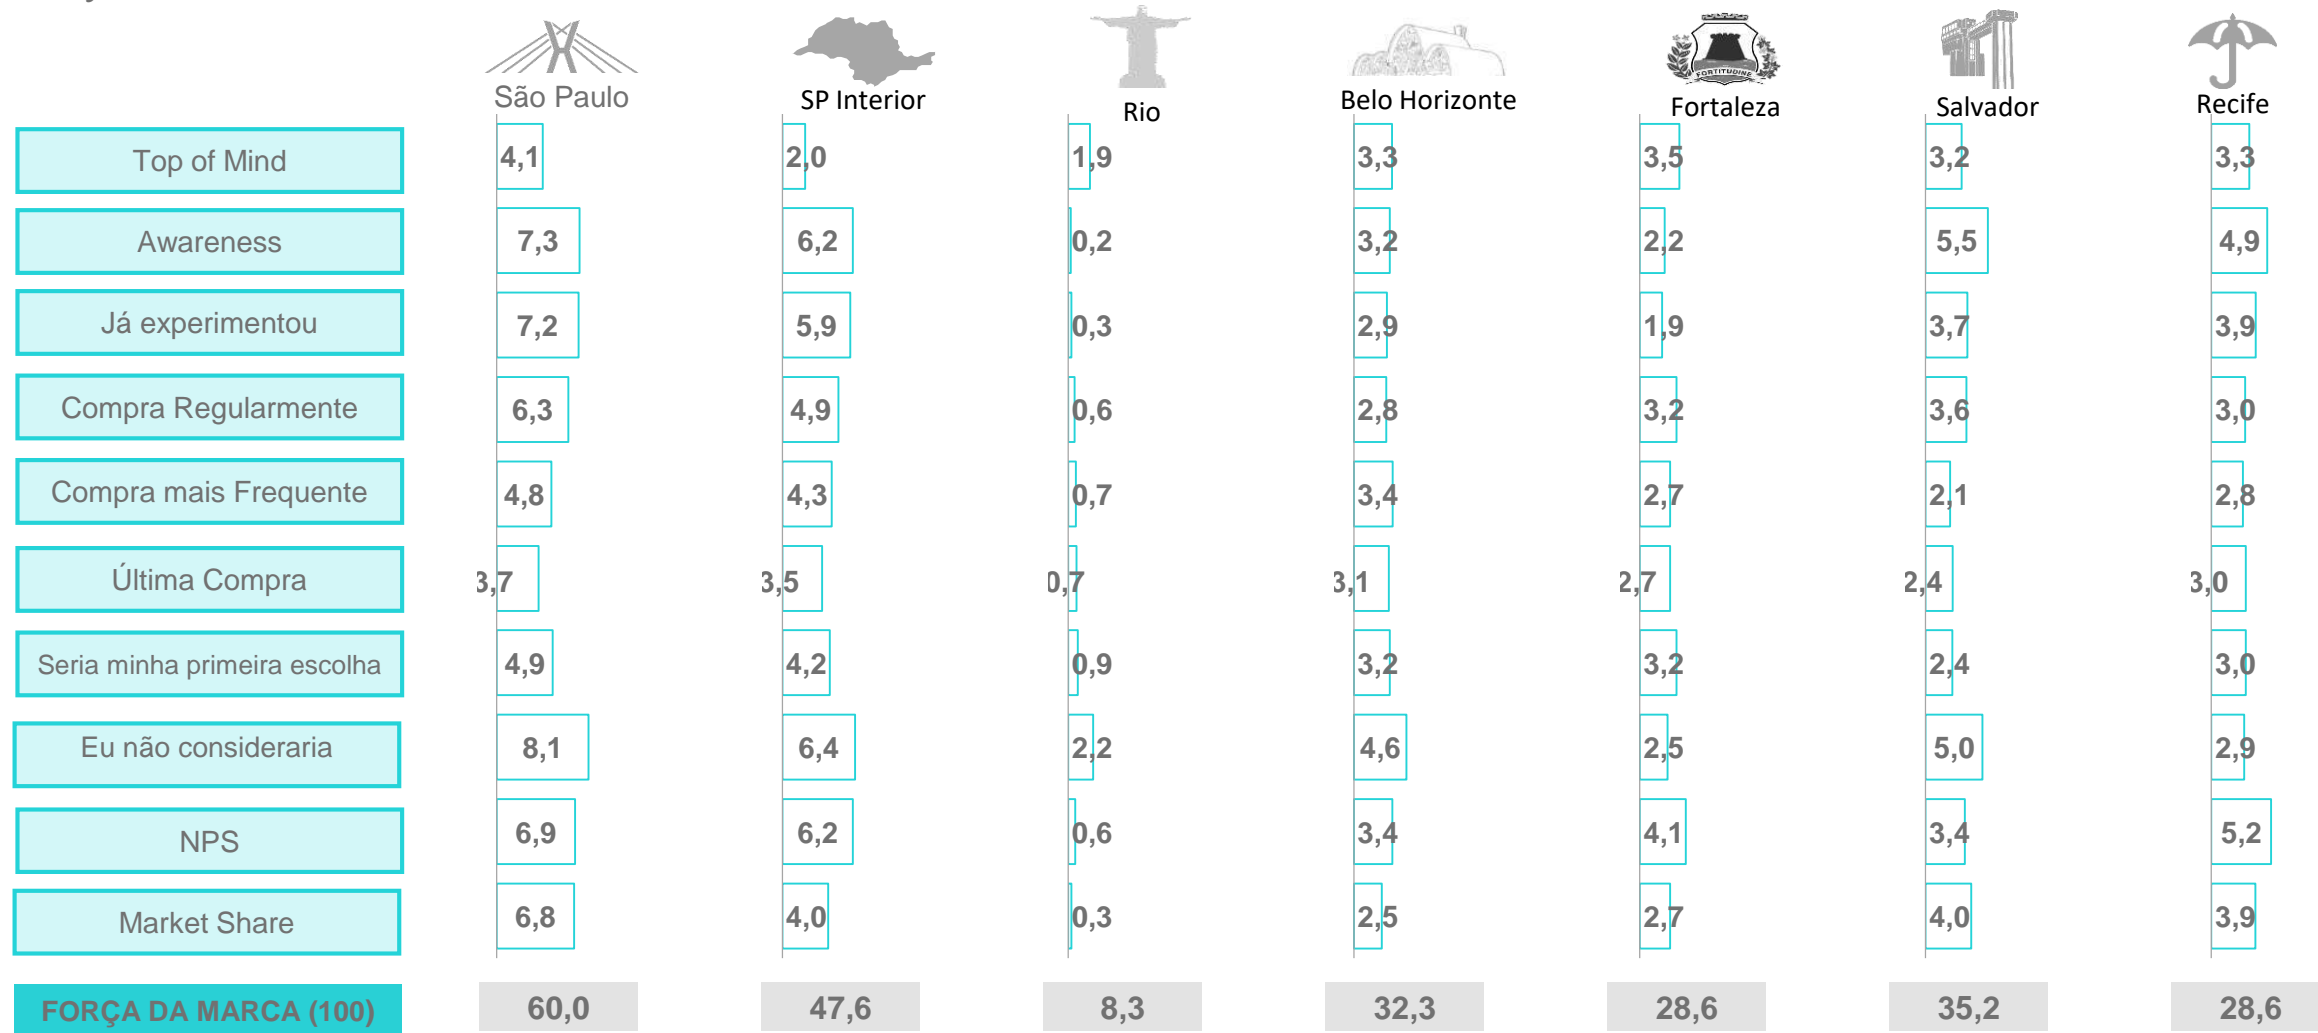 São Paulo SP Interior Rio Belo Horizonte Fortaleza Salvador Recife
FORTITUDINE
Top of Mind 4,1 2,0 1,9 3,3 3,5 3,2 3,3
Awareness 7,3 6,2 0,2 3,2 2,2 5,5 4,9
Já experimentou 7,2 5,9 0,3 2,9 1,9 3,7 3,9
Compra Regularmente 6,3 4,9 0,6 2,8 3,2 3,6 3,0
Compra mais Frequente 4,8 4,3 0,7 3,4 2,7 2,1 2,8
Última Compra 3,7 3,5 0,7 3,1 2,7 2,4 3,0
Seria minha primeira escolha 4,9 4,2 0,9 3,2 3,2 2,4 3,0
Eu não consideraria 8,1 6,4 2,2 4,6 2,5 5,0 2,9
NPS 6,9 6,2 0,6 3,4 4,1 3,4 5,2
Market Share 6,8 4,0 0,3 2,5 2,7 4,0 3,9
FORÇA DA MARCA (100) 60,0 47,6 8,3 32,3 28,6 35,2 28,6